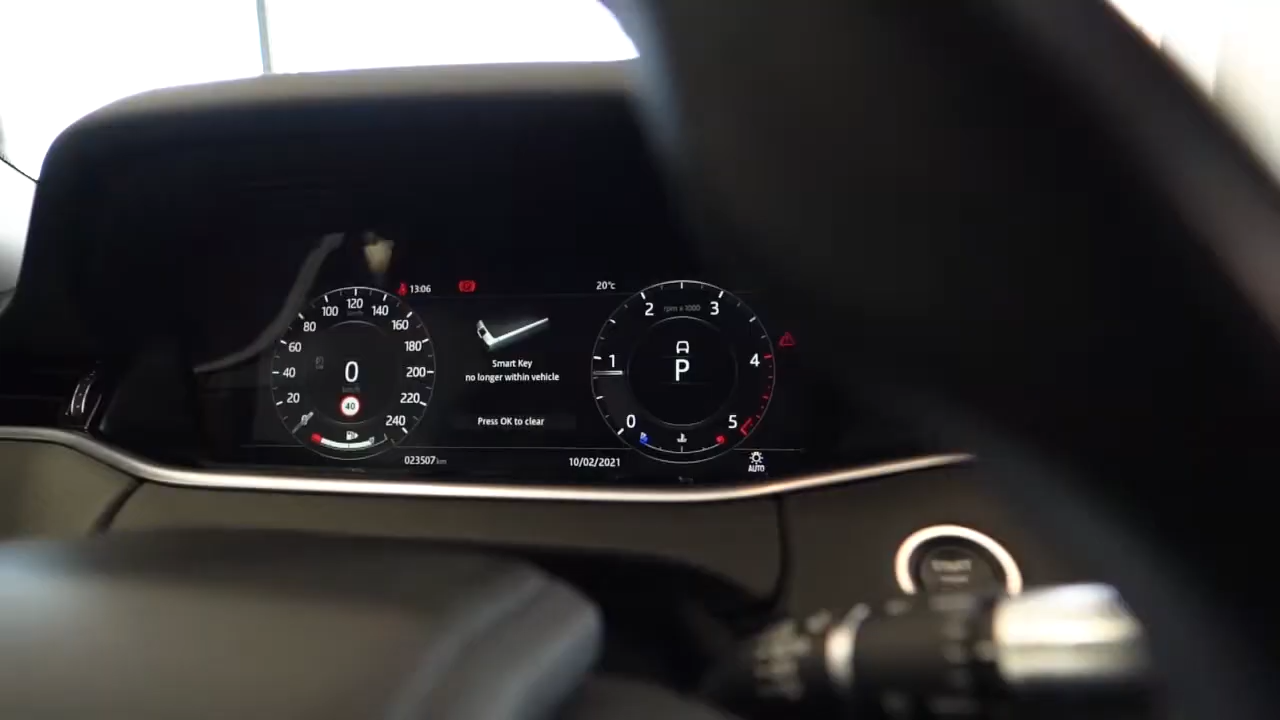 13:06
20°c
100
120
140
80
160
60
180
40
200
20
220
240
0
km/h
40
Smart Key
no longer within vehicle
Press OK to clear
2
rpm x 1000
3
1
4
0
5
P
023507 km
10/02/2021
AUTO
START